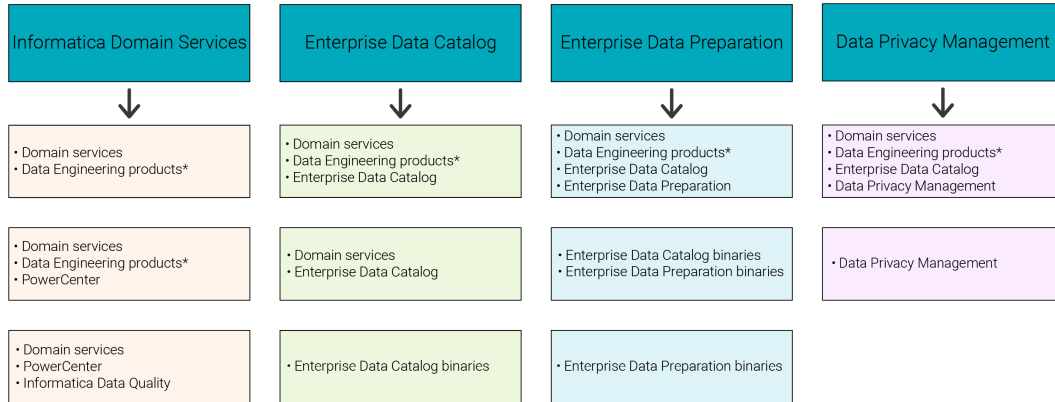 Informatica Domain Services
Enterprise Data Catalog
Enterprise Data Preparation
Data Privacy Management
• Domain services
• Data Engineering products*
• Domain services
• Data Engineering products*
• Enterprise Data Catalog
• Domain services
• Data Engineering products*
• Enterprise Data Catalog
• Enterprise Data Preparation
• Domain services
• Data Engineering products*
• Enterprise Data Catalog
• Data Privacy Management
• Domain services
• Data Engineering products*
• PowerCenter
• Domain services
• Enterprise Data Catalog
• Enterprise Data Catalog binaries
• Enterprise Data Preparation binaries
• Data Privacy Management
• Domain services
• PowerCenter
• Informatica Data Quality
• Enterprise Data Catalog binaries
• Enterprise Data Preparation binaries